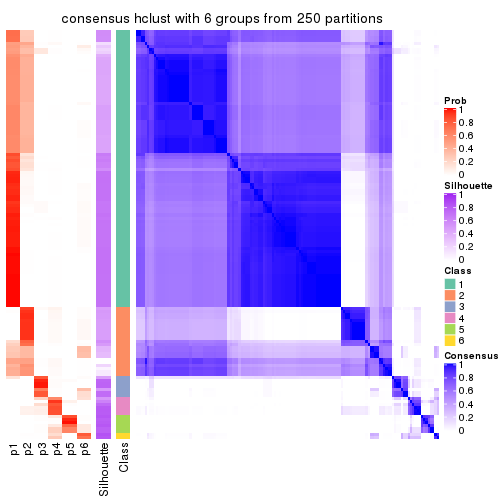 consensus hclust with 6 groups from 250 partitions
Prob
1
0.8
0.6
0.4
0.2
0
Silhouette
1
0.8
0.6
0.4
0.2
0
Class
1
2
3
4
5
6
Consensus
1
0.8
0.6
0.4
0.2
0
p1
p2
p3
p4
p5
p6
Silhouette
Class